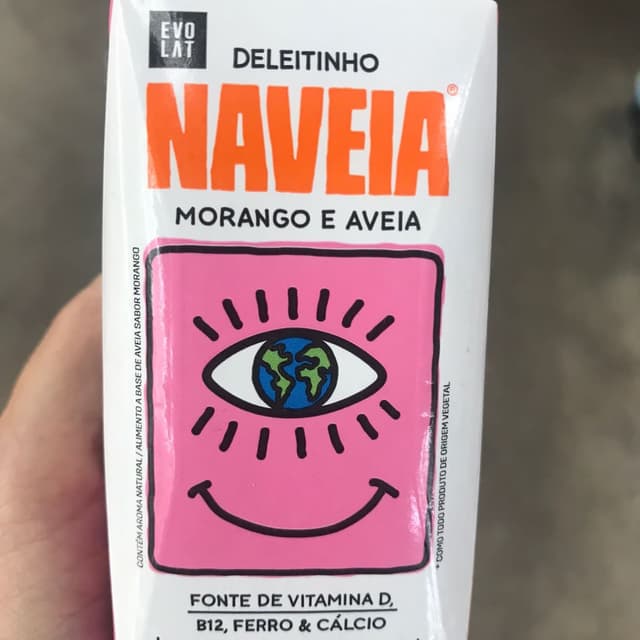 EVO
LAT
DELEITINHO
NAVEIA®
MORANGO E AVEIA
CONTÉM AROMA NATURAL / ALIMENTO A BASE DE AVEIA SABOR MORANGO
* COMO TODO PRODUTO DE ORIGEM VEGETAL
FONTE DE VITAMINA D,
B12, FERRO & CÁLCIO